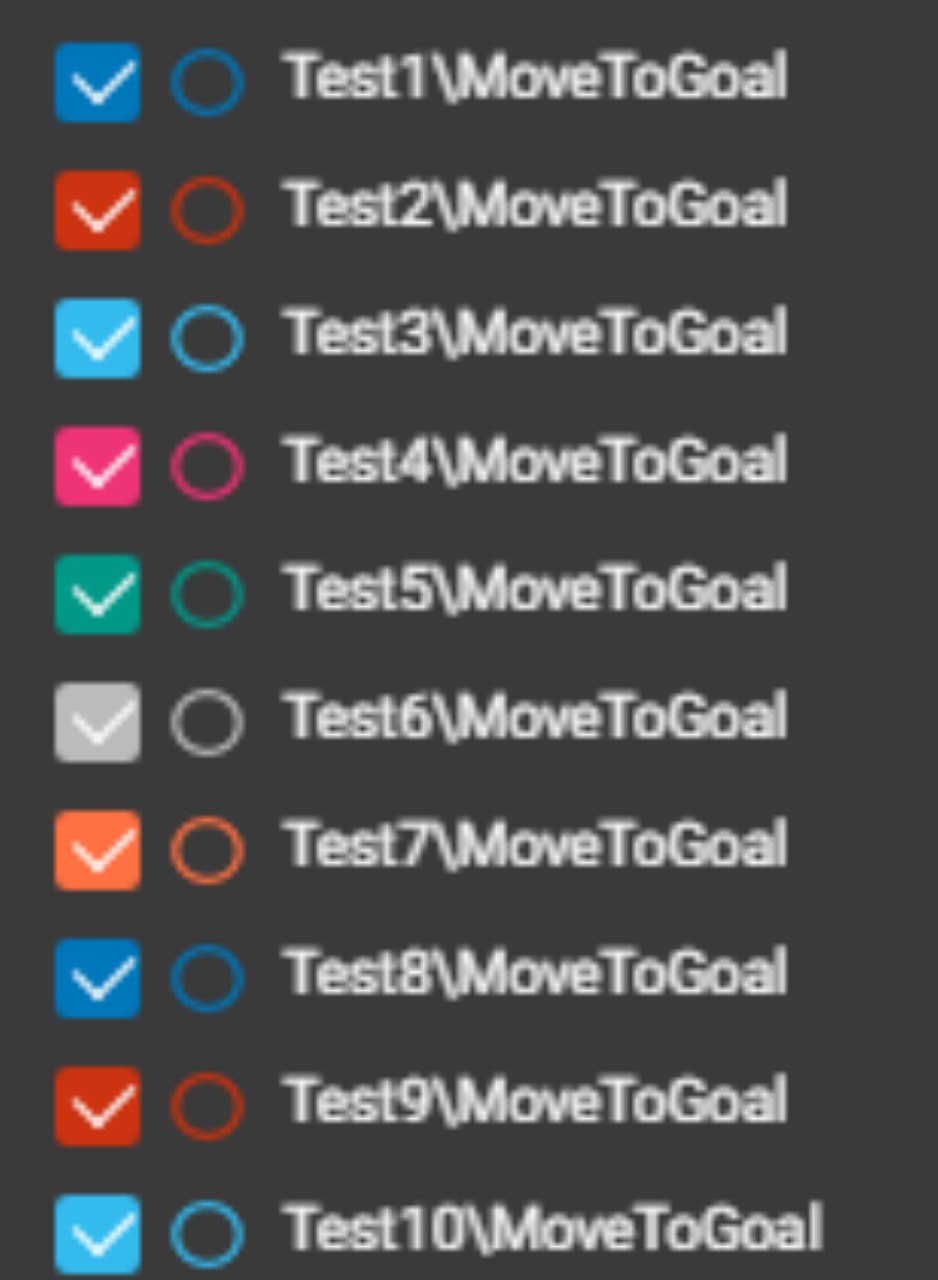 Test1\MoveToGoal
Test2\MoveToGoal
Test3\MoveToGoal
Test4\MoveToGoal
Test5\MoveToGoal
Test6\MoveToGoal
Test7\MoveToGoal
Test8\MoveToGoal
Test9\MoveToGoal
Test10\MoveToGoal